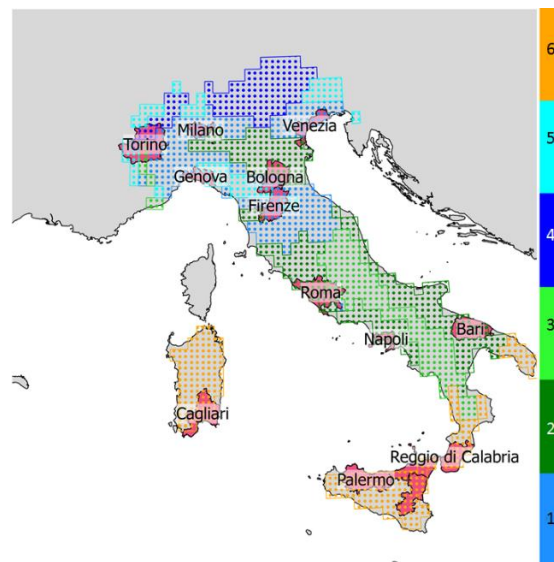 6
Milano
Venezia
5
Torino
Genova
Bologna
4
Firenze
Roma
3
Bari
Napoli
Cagliari
2
Reggio di Calabria
Palermo
1